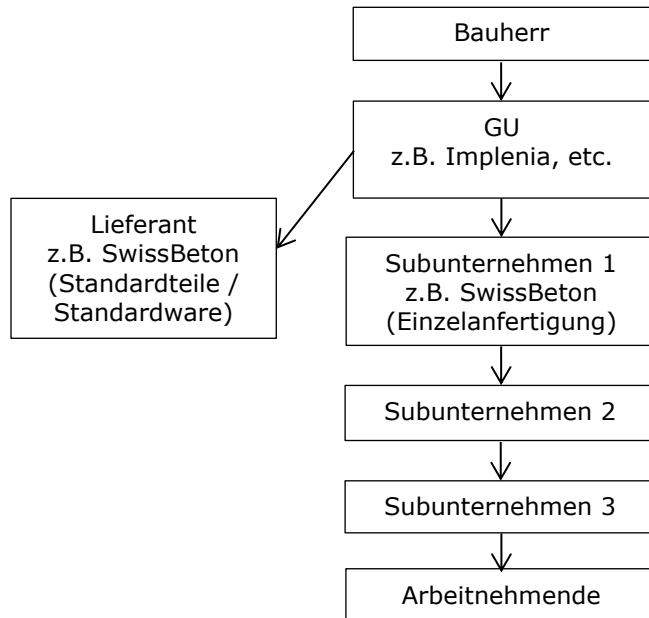 Bauherr
GU
z.B. Implenia, etc.
Lieferant
z.B. SwissBeton
(Standardteile /
Standardware)
Subunternehmen 1
z.B. SwissBeton
(Einzelanfertigung)
Subunternehmen 2
Subunternehmen 3
Arbeitnehmende